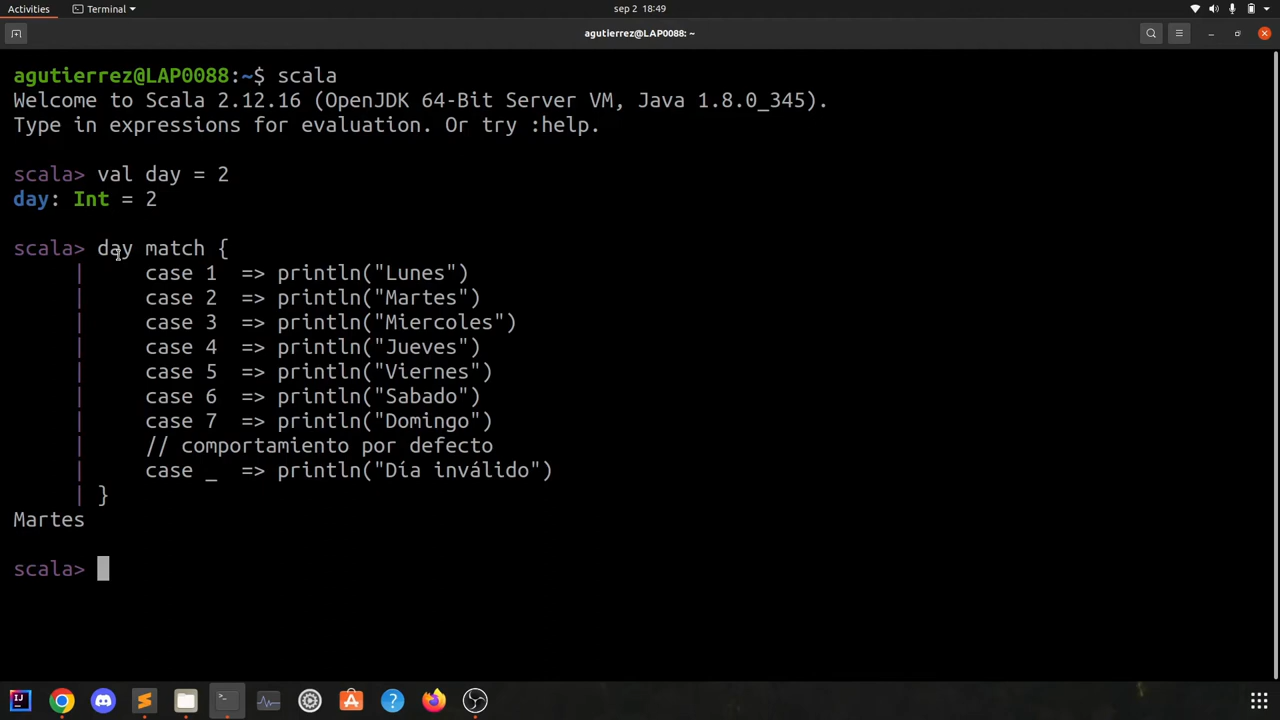 Activities Terminal sep 2 18:49
agutierrez@LAP0088: ~
agutierrez@LAP0088:~$ scala
Welcome to Scala 2.12.16 (OpenJDK 64-Bit Server VM, Java 1.8.0_345).
Type in expressions for evaluation. Or try :help.
scala> val day = 2
day: Int = 2
scala> day match {
     |     case 1  => println("Lunes")
     |     case 2  => println("Martes")
     |     case 3  => println("Miercoles")
     |     case 4  => println("Jueves")
     |     case 5  => println("Viernes")
     |     case 6  => println("Sabado")
     |     case 7  => println("Domingo")
     |     // comportamiento por defecto
     |     case _  => println("Día inválido")
     | }
Martes
scala>